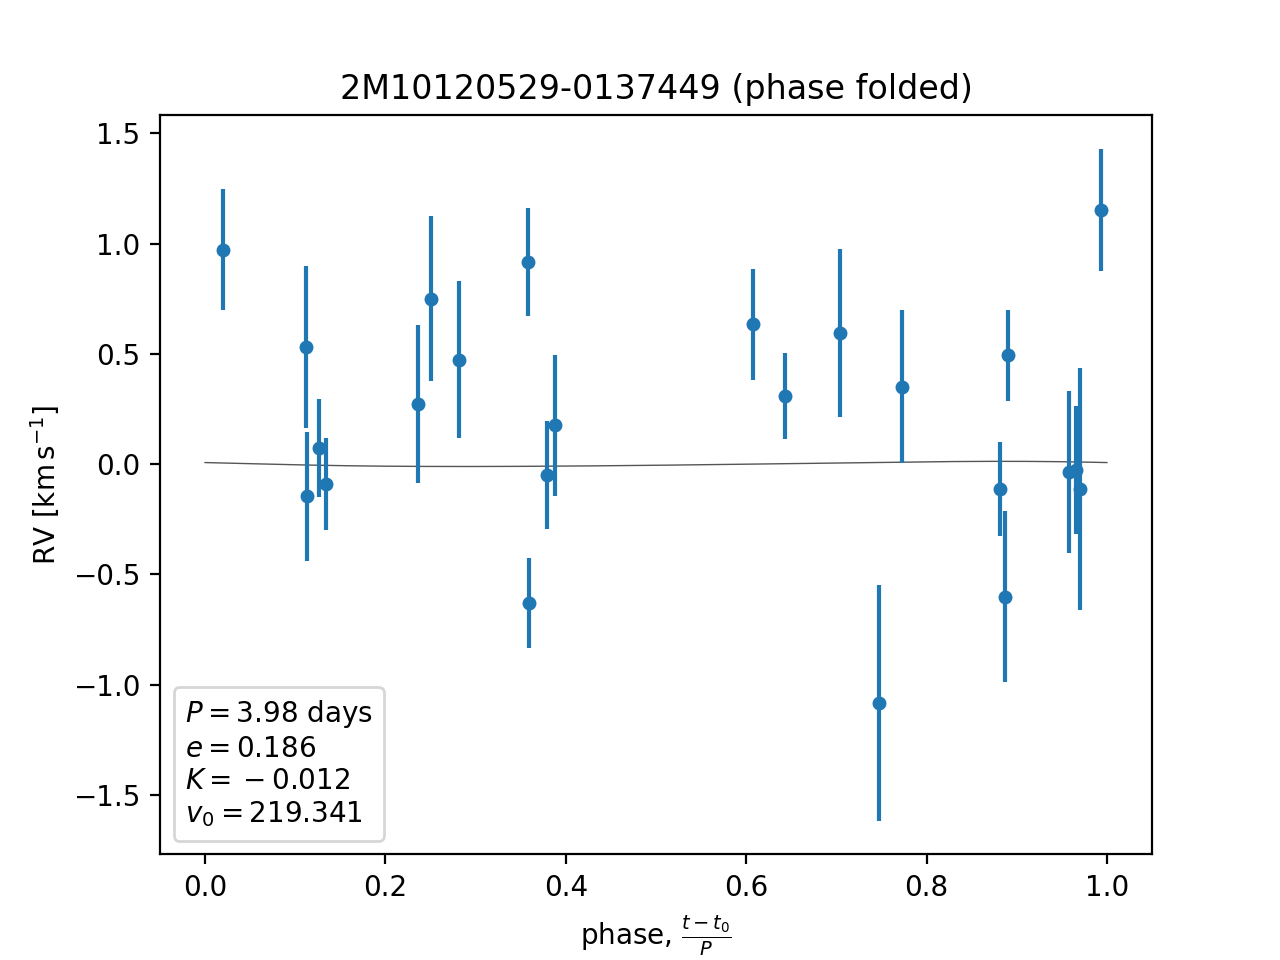 2M10120529-0137449 (phase folded)
1.5
1.0
0.5
0.0
−0.5
−1.0
−1.5
RV [km s⁻¹]
P = 3.98 days
e = 0.186
K = −0.012
v₀ = 219.341
0.0 0.2 0.4 0.6 0.8 1.0
phase, (t − t₀)/P